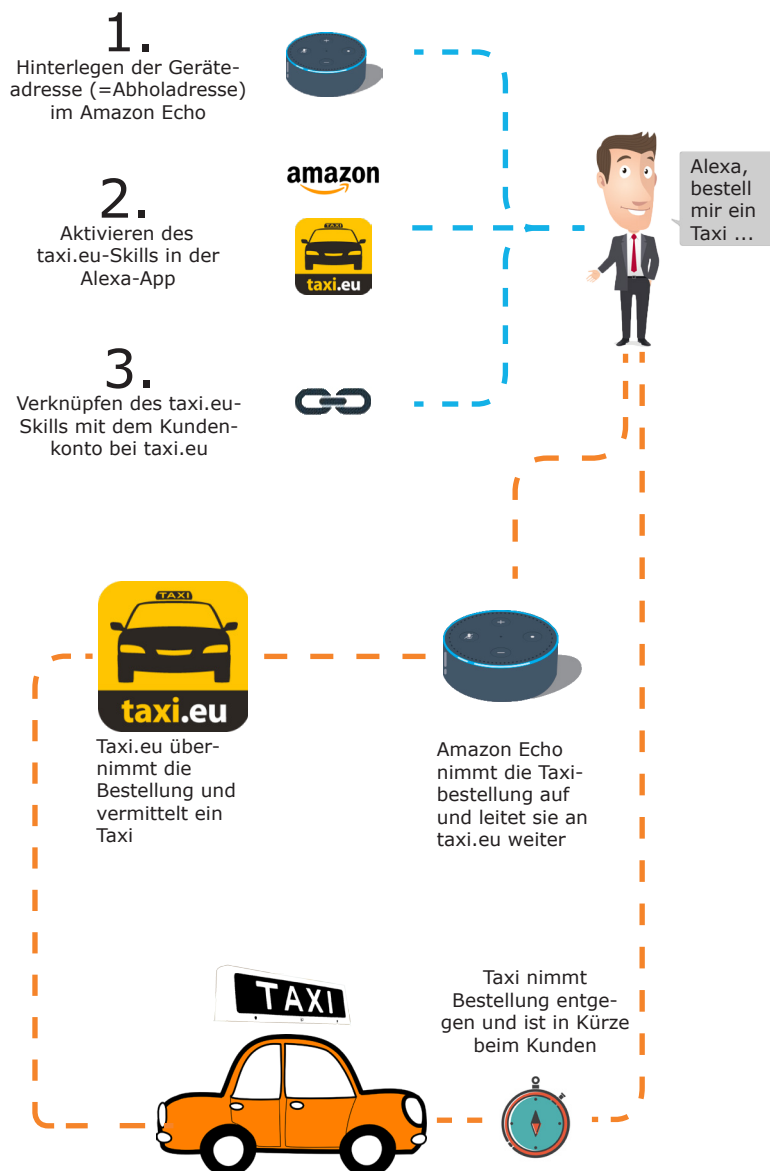 1.
Hinterlegen der Geräte-
adresse (=Abholadresse)
im Amazon Echo
amazon
2.
Aktivieren des
taxi.eu-Skills in der
Alexa-App
TAXI
taxi.eu
Alexa,
bestell
mir ein
Taxi ...
3.
Verknüpfen des taxi.eu-
Skills mit dem Kunden-
konto bei taxi.eu
TAXI
taxi.eu
Taxi.eu über-
nimmt die
Bestellung und
vermittelt ein
Taxi
Amazon Echo
nimmt die Taxi-
bestellung auf
und leitet sie an
taxi.eu weiter
TAXI
Taxi nimmt
Bestellung entge-
gen und ist in Kürze
beim Kunden